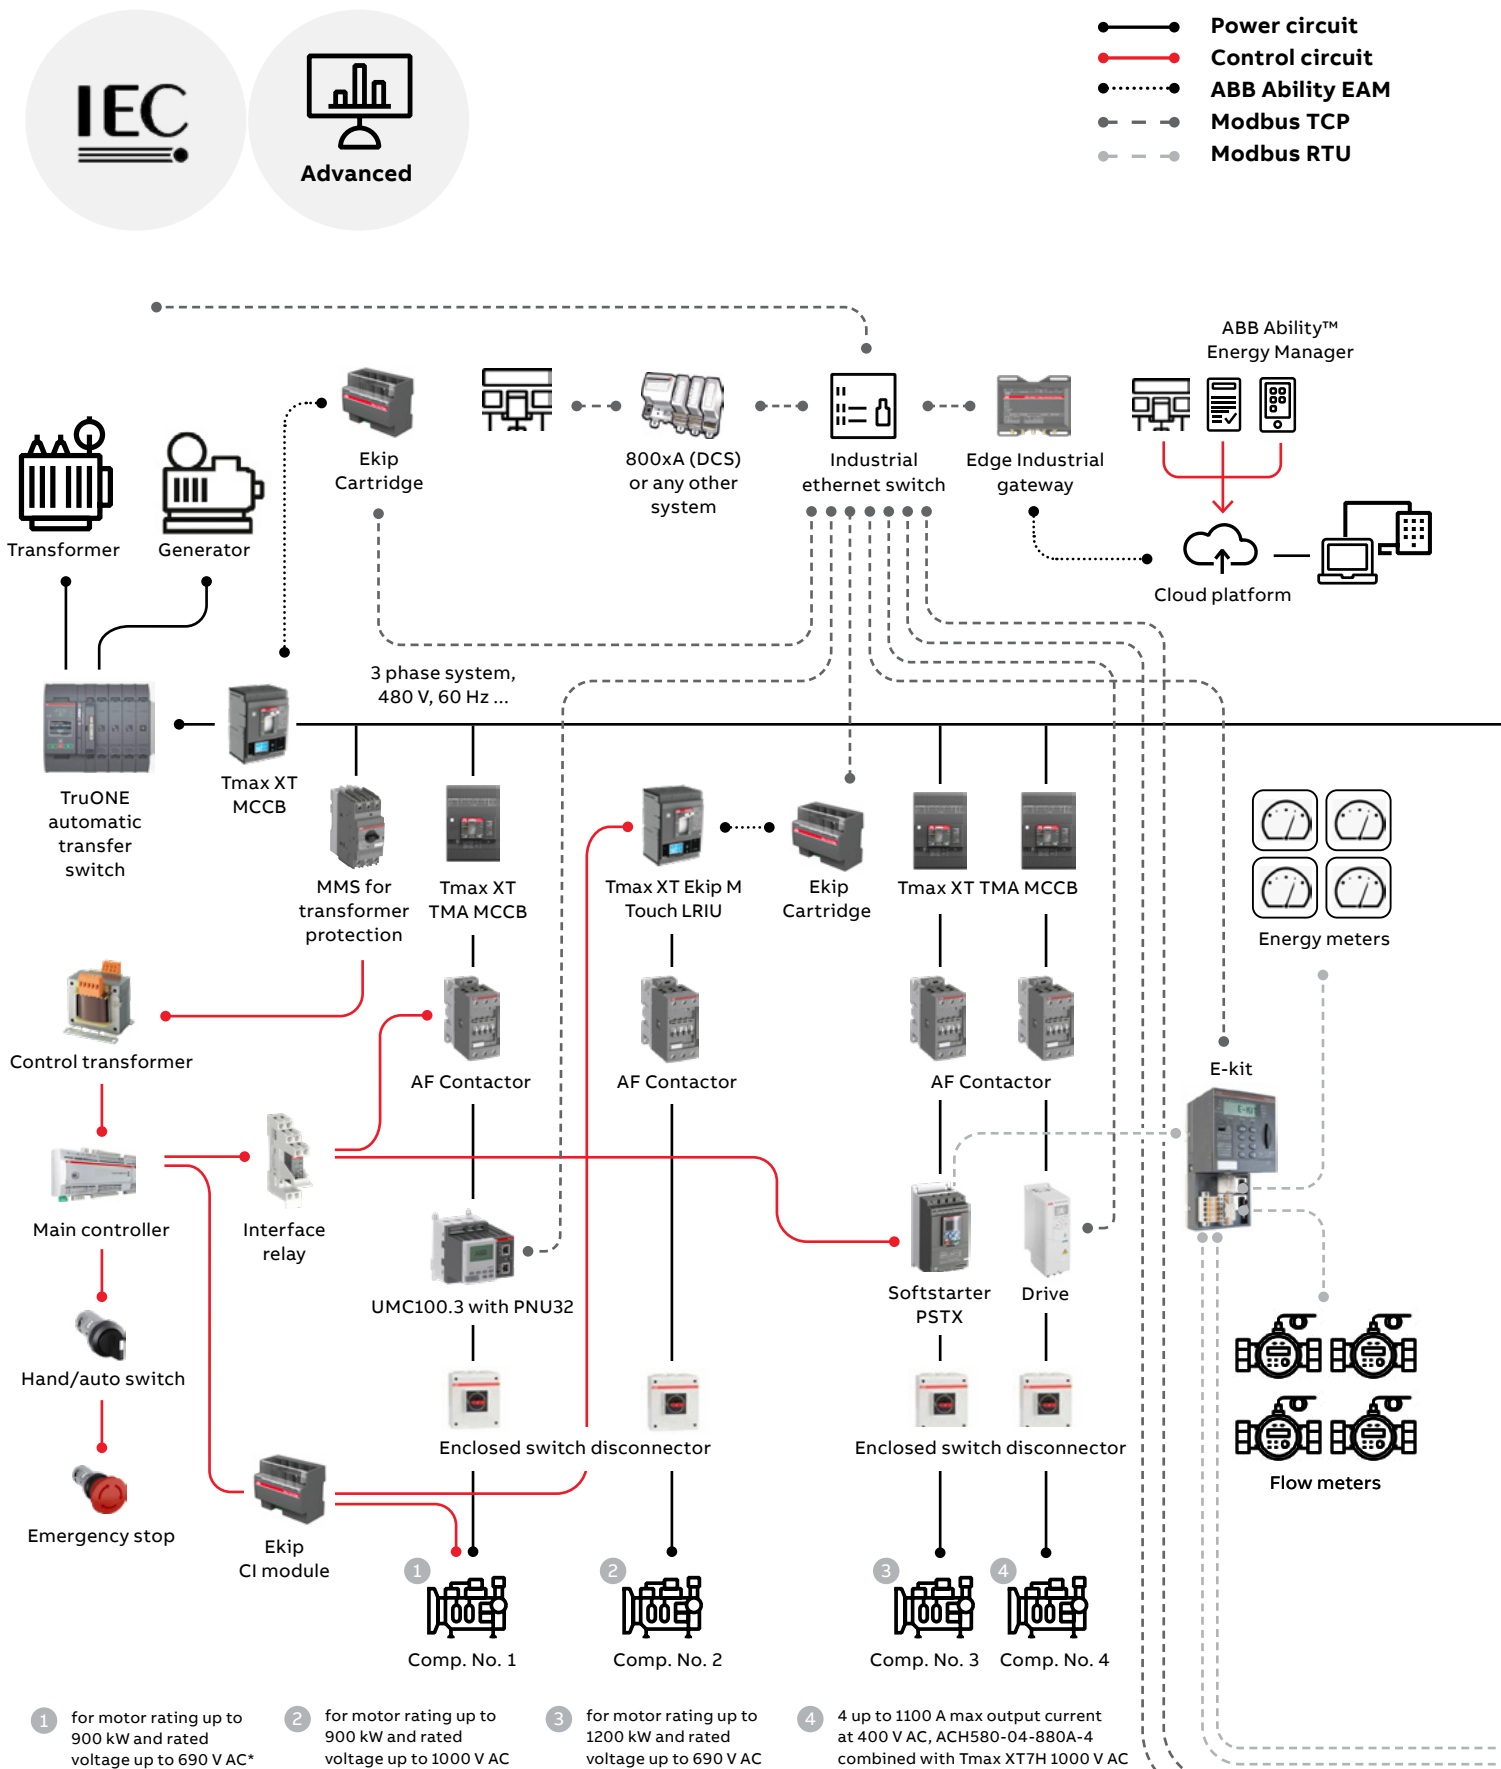 IEC
Advanced
Power circuit
Control circuit
ABB Ability EAM
Modbus TCP
Modbus RTU
ABB Ability™
Energy Manager
Ekip
Cartridge
800xA (DCS)
or any other
system
Industrial
ethernet switch
Edge Industrial
gateway
Transformer
Generator
Cloud platform
3 phase system,
480 V, 60 Hz ...
TruONE
automatic
transfer
switch
Tmax XT
MCCB
MMS for
transformer
protection
Tmax XT
TMA MCCB
Tmax XT Ekip M
Touch LRIU
Ekip
Cartridge
Tmax XT TMA MCCB
Energy meters
Control transformer
AF Contactor
AF Contactor
AF Contactor
E-kit
Main controller
Interface
relay
UMC100.3 with PNU32
Softstarter
PSTX
Drive
Hand/auto switch
Enclosed switch disconnector
Enclosed switch disconnector
Flow meters
Emergency stop
Ekip
CI module
1
2
3
4
Comp. No. 1
Comp. No. 2
Comp. No. 3
Comp. No. 4
1 for motor rating up to
900 kW and rated
voltage up to 690 V AC*
2 for motor rating up to
900 kW and rated
voltage up to 1000 V AC
3 for motor rating up to
1200 kW and rated
voltage up to 690 V AC
4 4 up to 1100 A max output current
at 400 V AC, ACH580-04-880A-4
combined with Tmax XT7H 1000 V AC